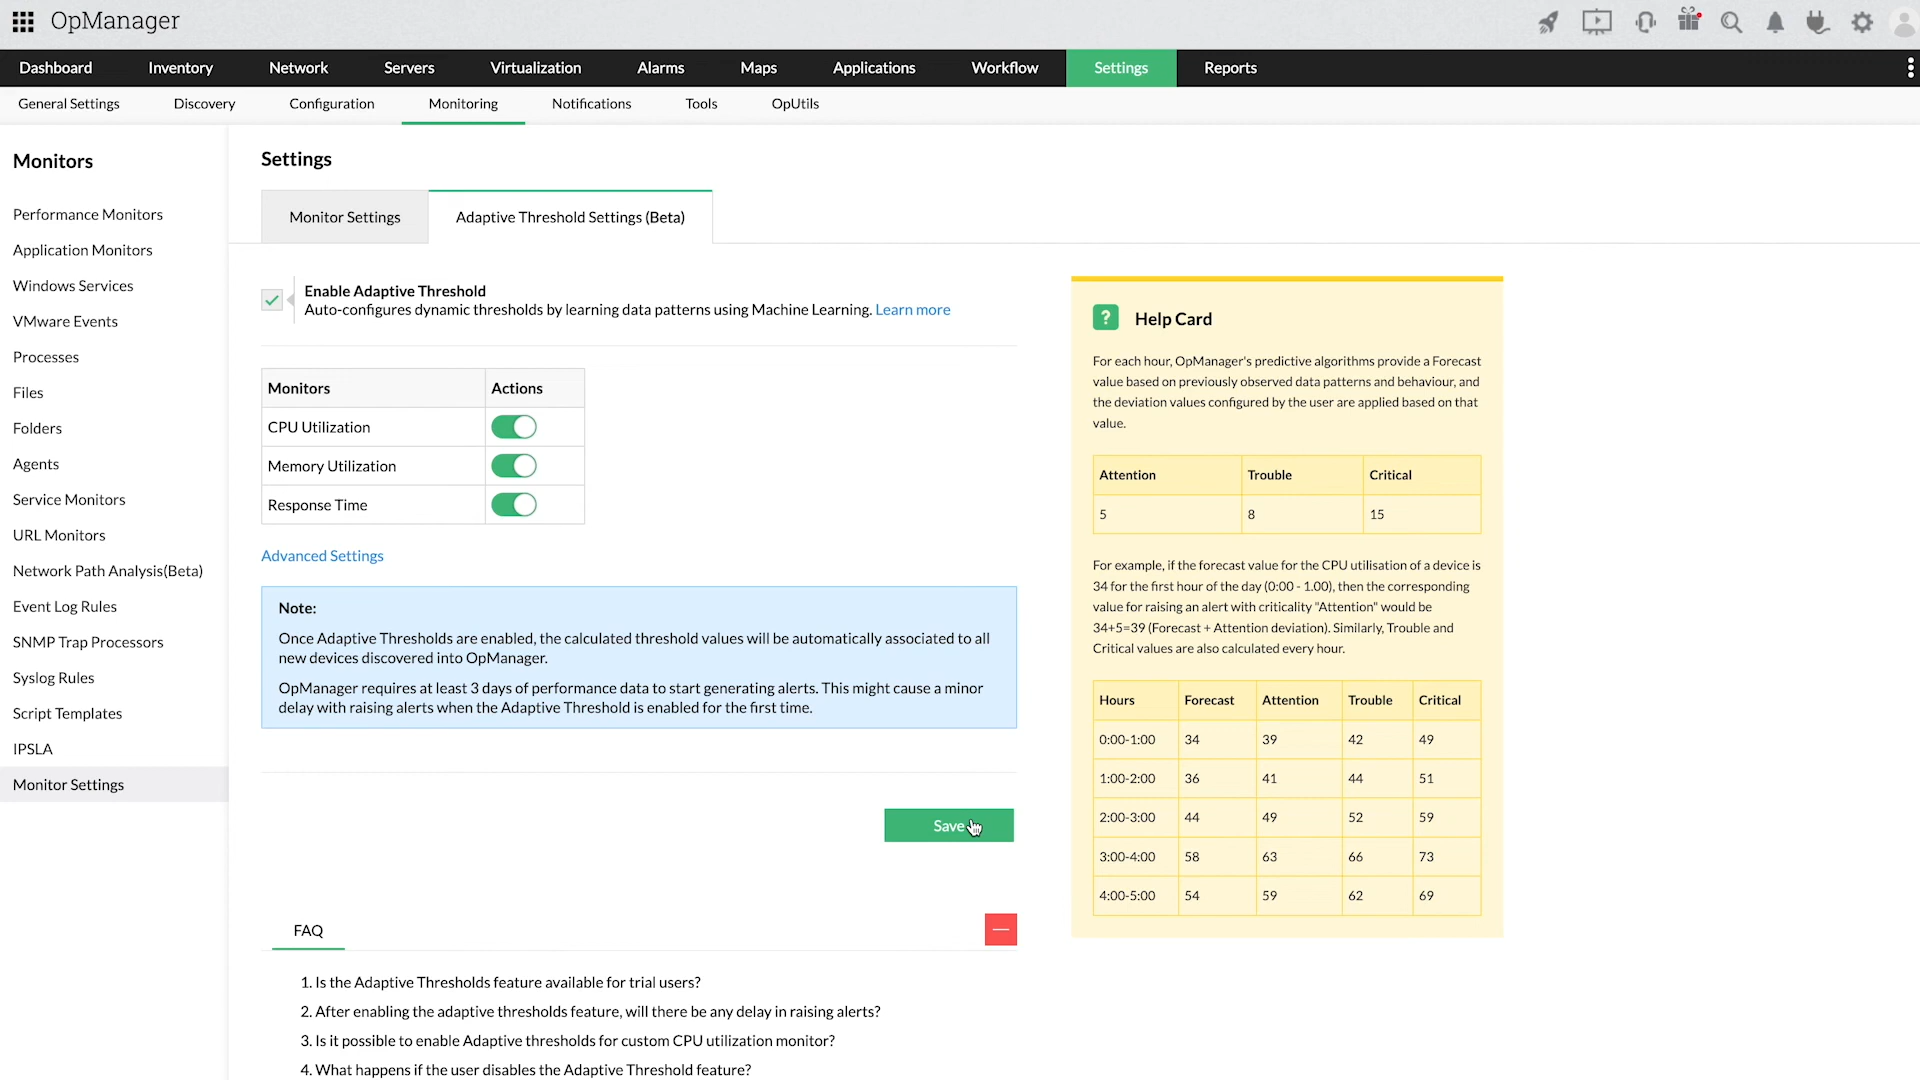 OpManager
Dashboard Inventory Network Servers Virtualization Alarms Maps Applications Workflow Settings Reports
General Settings Discovery Configuration Monitoring Notifications Tools OpUtils
Monitors
Performance Monitors
Application Monitors
Windows Services
VMware Events
Processes
Files
Folders
Agents
Service Monitors
URL Monitors
Network Path Analysis(Beta)
Event Log Rules
SNMP Trap Processors
Syslog Rules
Script Templates
IPSLA
Monitor Settings
Settings
Monitor Settings Adaptive Threshold Settings (Beta)
Enable Adaptive Threshold
Auto-configures dynamic thresholds by learning data patterns using Machine Learning. Learn more
Monitors Actions
CPU Utilization
Memory Utilization
Response Time
Advanced Settings
Note:
Once Adaptive Thresholds are enabled, the calculated threshold values will be automatically associated to all
new devices discovered into OpManager.
OpManager requires at least 3 days of performance data to start generating alerts. This might cause a minor
delay with raising alerts when the Adaptive Threshold is enabled for the first time.
Save
FAQ
1. Is the Adaptive Thresholds feature available for trial users?
2. After enabling the adaptive thresholds feature, will there be any delay in raising alerts?
3. Is it possible to enable Adaptive thresholds for custom CPU utilization monitor?
4. What happens if the user disables the Adaptive Threshold feature?
? Help Card
For each hour, OpManager's predictive algorithms provide a Forecast
value based on previously observed data patterns and behaviour, and
the deviation values configured by the user are applied based on that
value.
Attention Trouble Critical
5 8 15
For example, if the forecast value for the CPU utilisation of a device is
34 for the first hour of the day (0:00 - 1.00), then the corresponding
value for raising an alert with criticality "Attention" would be
34+5=39 (Forecast + Attention deviation). Similarly, Trouble and
Critical values are also calculated every hour.
Hours Forecast Attention Trouble Critical
0:00-1:00 34 39 42 49
1:00-2:00 36 41 44 51
2:00-3:00 44 49 52 59
3:00-4:00 58 63 66 73
4:00-5:00 54 59 62 69